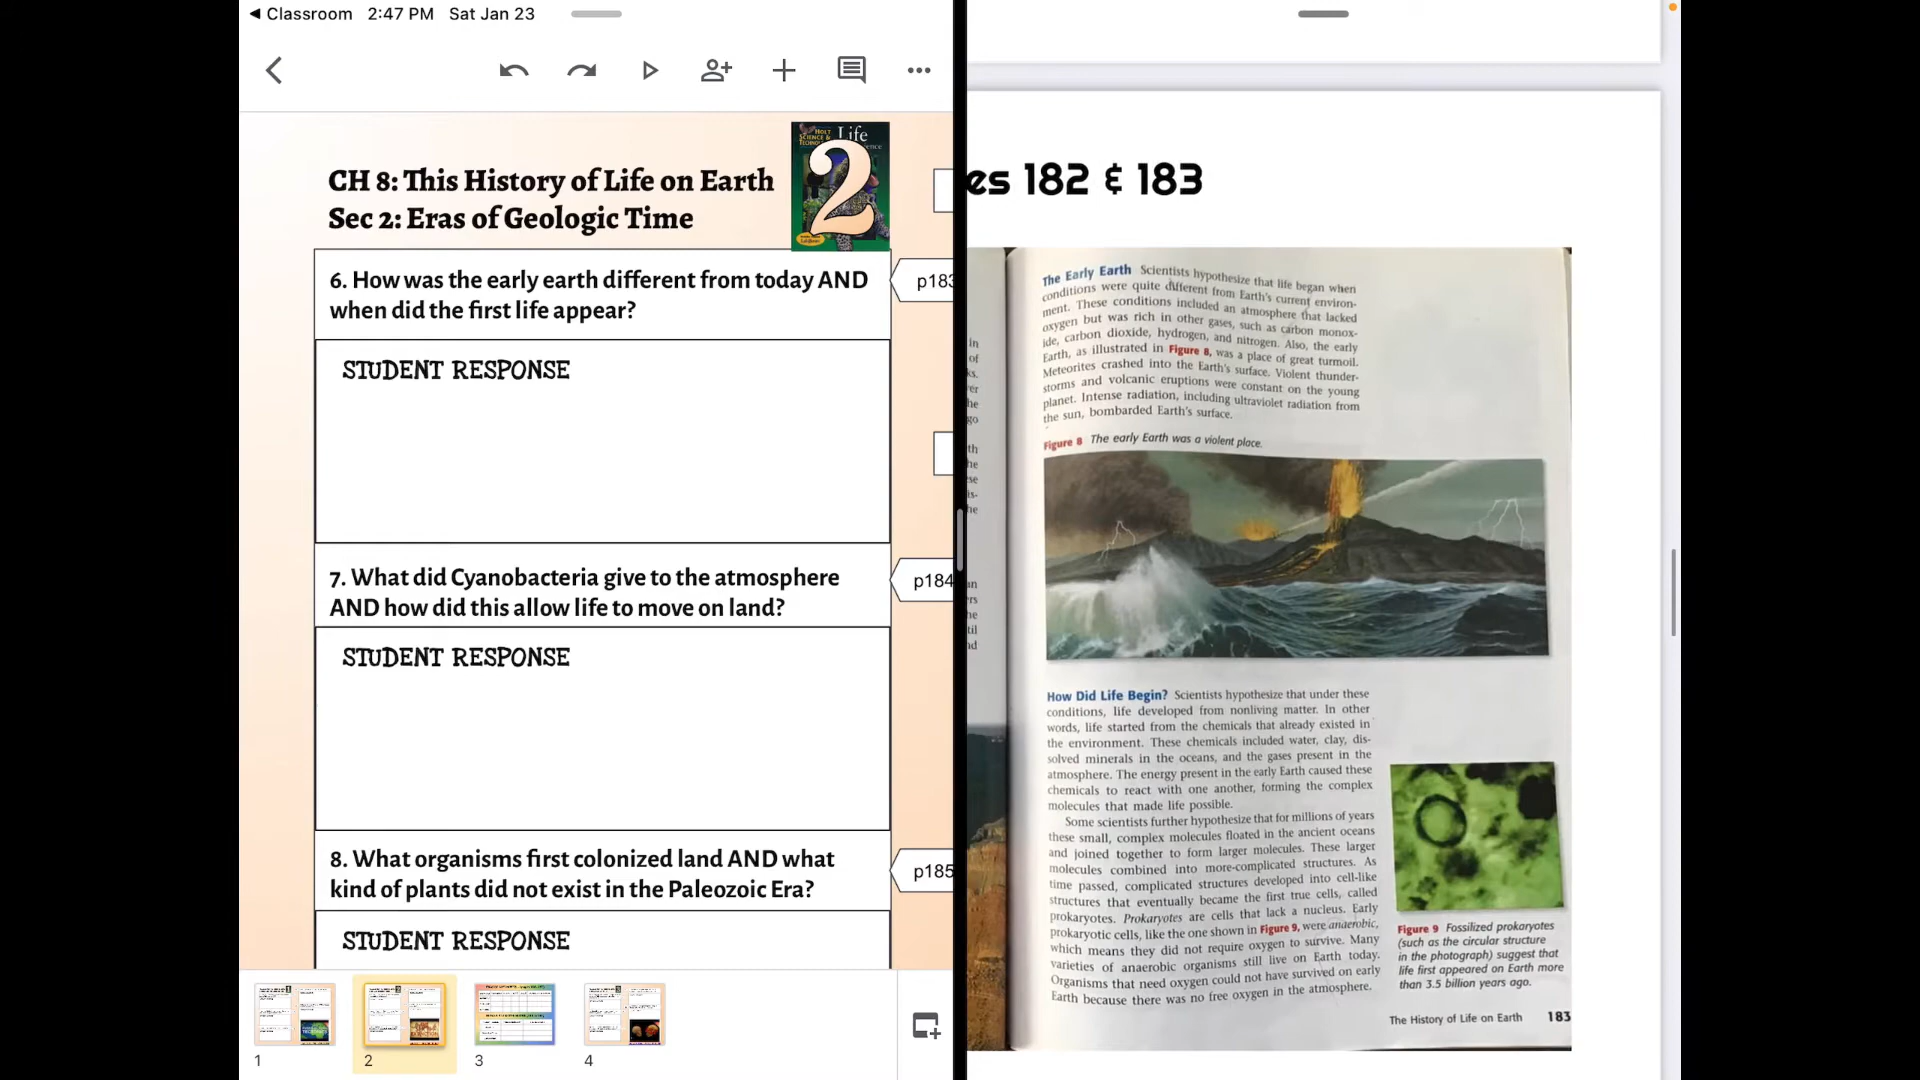 Classroom 2:47 PM Sat Jan 23
CH 8: This History of Life on Earth
Sec 2: Eras of Geologic Time
HOLT
SCIENCE &
Life
2
6. How was the early earth different from today AND
when did the first life appear?
p183
STUDENT RESPONSE
7. What did Cyanobacteria give to the atmosphere
AND how did this allow life to move on land?
p184
STUDENT RESPONSE
8. What organisms first colonized land AND what
kind of plants did not exist in the Paleozoic Era?
p185
STUDENT RESPONSE
1
2
3
4
es 182 & 183
The Early Earth Scientists hypothesize that life began when
conditions were quite different from Earth's current environ-
ment. These conditions included an atmosphere that lacked
oxygen but was rich in other gases, such as carbon monox-
ide, carbon dioxide, hydrogen, and nitrogen. Also, the early
Earth, as illustrated in Figure 8, was a place of great turmoil.
Meteorites crashed into the Earth's surface. Violent thunder-
storms and volcanic eruptions were constant on the young
planet. Intense radiation, including ultraviolet radiation from
the sun, bombarded Earth's surface.
Figure 8 The early Earth was a violent place.
How Did Life Begin? Scientists hypothesize that under these
conditions, life developed from nonliving matter. In other
words, life started from the chemicals that already existed in
the environment. These chemicals included water, clay, dis-
solved minerals in the oceans, and the gases present in the
atmosphere. The energy present in the early Earth caused these
chemicals to react with one another, forming the complex
molecules that made life possible.
Some scientists further hypothesize that for millions of years
these small, complex molecules floated in the ancient oceans
and joined together to form larger molecules. These larger
molecules combined into more-complicated structures. As
time passed, complicated structures developed into cell-like
structures that eventually became the first true cells, called
prokaryotes. Prokaryotes are cells that lack a nucleus. Early
prokaryotic cells, like the one shown in Figure 9, were anaerobic,
which means they did not require oxygen to survive. Many
varieties of anaerobic organisms still live on Earth today.
Organisms that need oxygen could not have survived on early
Earth because there was no free oxygen in the atmosphere.
Figure 9 Fossilized prokaryotes
(such as the circular structure
in the photograph) suggest that
life first appeared on Earth more
than 3.5 billion years ago.
The History of Life on Earth 183